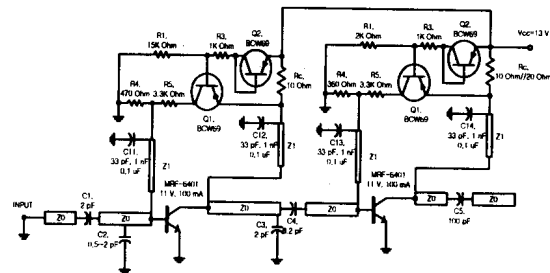 R1,
15K Ohm
R3,
1K Ohm
Q2,
BCW69
R4,
470 Ohm
R5,
3.3K Ohm
Q1,
BCW69
Rc,
10 Ohm
C11,
33 pF, 1 nF
0,1 uF
Z1
C12,
33 pF, 1 nF
0,1 uF
Z1
R1,
2K Ohm
R3,
1K Ohm
Q2,
BCW69
Vcc=13 V
R4,
360 Ohm
R5,
3.3K Ohm
Q1,
BCW69
Rc,
10 Ohm//20 Ohm
C13,
33 pF, 1 nF
0,1 uF
Z1
C14,
33 pF, 1 nF
0,1 uF
Z1
INPUT
Z0
C1,
2 pF
Z0
C2,
0,5-2 pF
MRF-6401
11 V, 100 mA
Z0
C3,
2 pF
C4,
8.2 pF
Z0
MRF-6401
11 V, 100 mA
Z0
C5,
100 pF
Z0